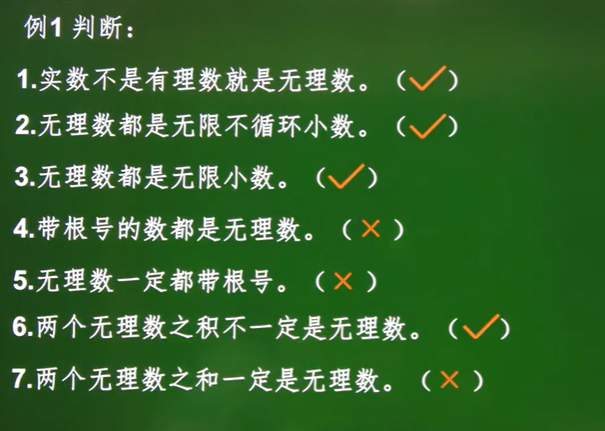 例1 判断：
1.实数不是有理数就是无理数。（✓）
2.无理数都是无限不循环小数。（✓）
3.无理数都是无限小数。（✓）
4.带根号的数都是无理数。（×）
5.无理数一定都带根号。（×）
6.两个无理数之积不一定是无理数。（✓）
7.两个无理数之和一定是无理数。（×）